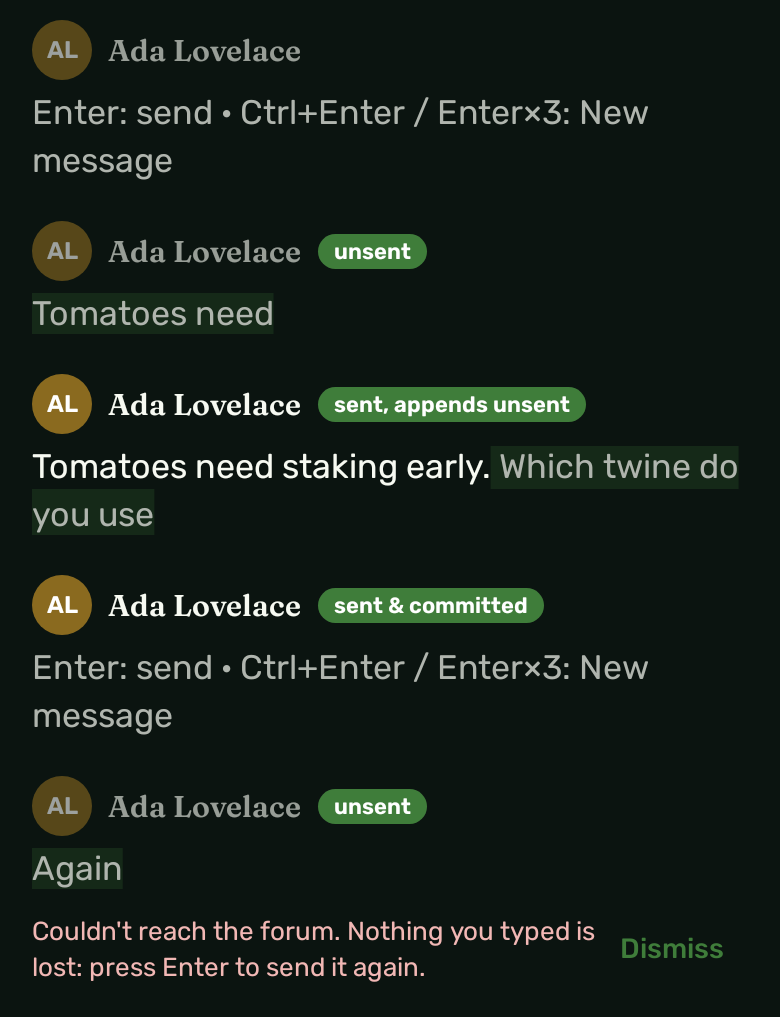 AL Ada Lovelace
Enter: send • Ctrl+Enter / Enter×3: New
message
AL Ada Lovelace unsent
Tomatoes need
AL Ada Lovelace sent, appends unsent
Tomatoes need staking early. Which twine do
you use
AL Ada Lovelace sent & committed
Enter: send • Ctrl+Enter / Enter×3: New
message
AL Ada Lovelace unsent
Again
Couldn't reach the forum. Nothing you typed is
lost: press Enter to send it again.
Dismiss